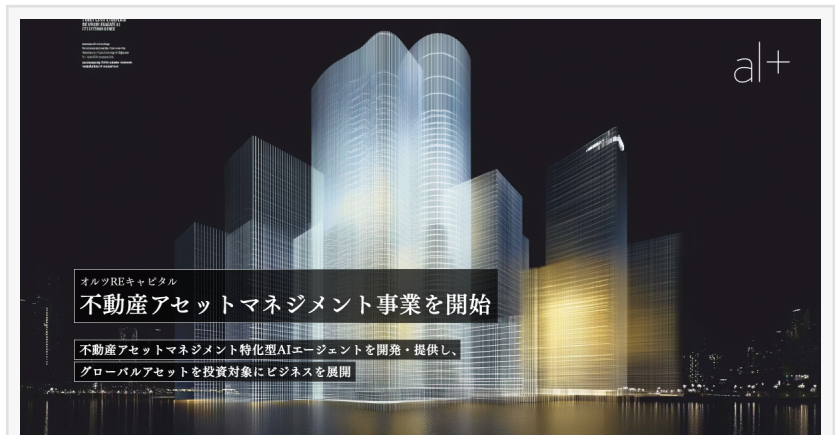 al+
オルツREキャピタル
不動産アセットマネジメント事業を開始
不動産アセットマネジメント特化型AIエージェントを開発・提供し、
グローバルアセットを投資対象にビジネスを展開